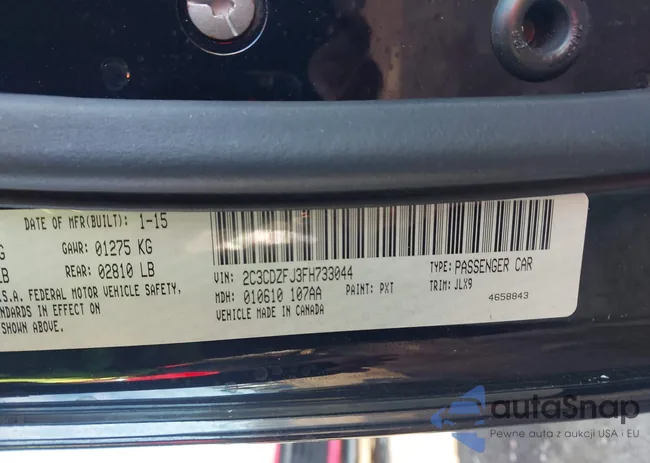 DATE OF MFR(BUILT): 1-15
GAWR: 01275 KG
LB REAR: 02810 LB
.S.A. FEDERAL MOTOR VEHICLE SAFETY,
NDARDS IN EFFECT ON
SHOWN ABOVE.
VIN: 2C3CDZFJ3FH733044
TYPE: PASSENGER CAR
MDH: 010610 107AA
PAINT: PXT
TRIM: JLX9
VEHICLE MADE IN CANADA
4658843
autaSnap
Pewne auta z aukcji USA i EU